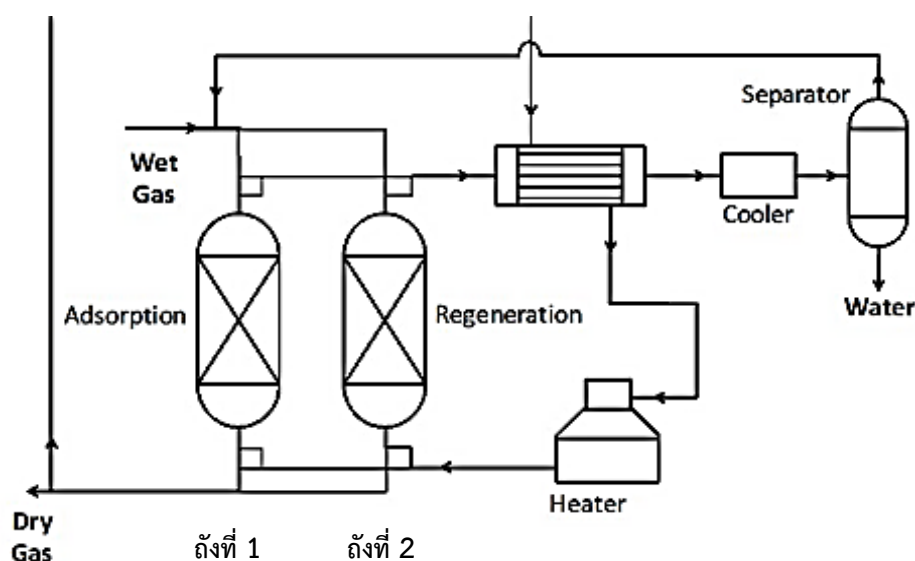 Separator
Wet
Gas
Cooler
Adsorption
Regeneration
Water
Heater
Dry
Gas
ถังที่ 1
ถังที่ 2